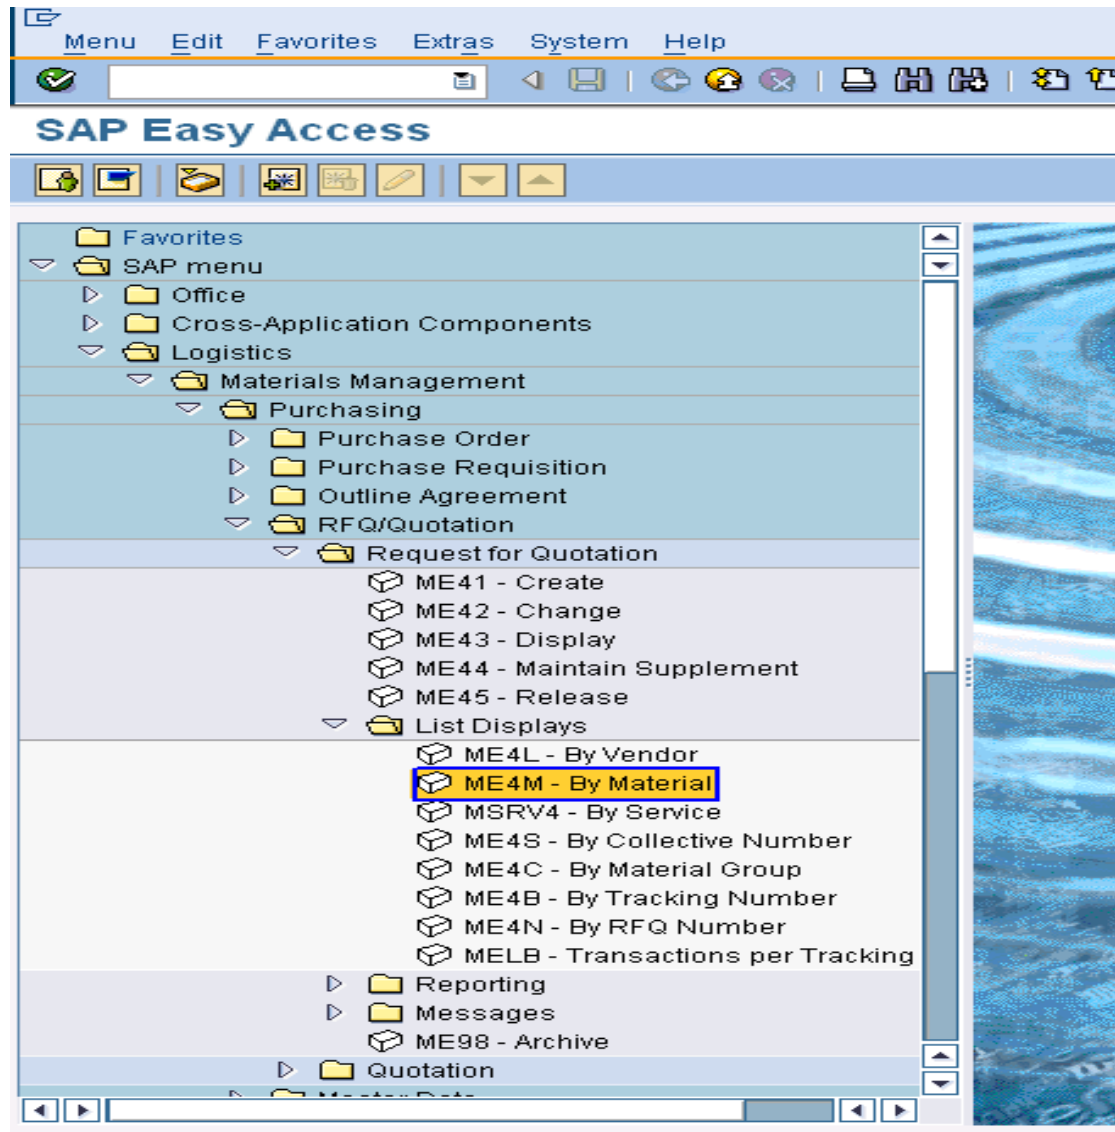 Menu Edit Favorites Extras System Help
SAP Easy Access
Favorites
SAP menu
Office
Cross-Application Components
Logistics
Materials Management
Purchasing
Purchase Order
Purchase Requisition
Outline Agreement
RFQ/Quotation
Request for Quotation
ME41 - Create
ME42 - Change
ME43 - Display
ME44 - Maintain Supplement
ME45 - Release
List Displays
ME4L - By Vendor
ME4M - By Material
MSRV4 - By Service
ME4S - By Collective Number
ME4C - By Material Group
ME4B - By Tracking Number
ME4N - By RFQ Number
MELB - Transactions per Tracking
Reporting
Messages
ME98 - Archive
Quotation